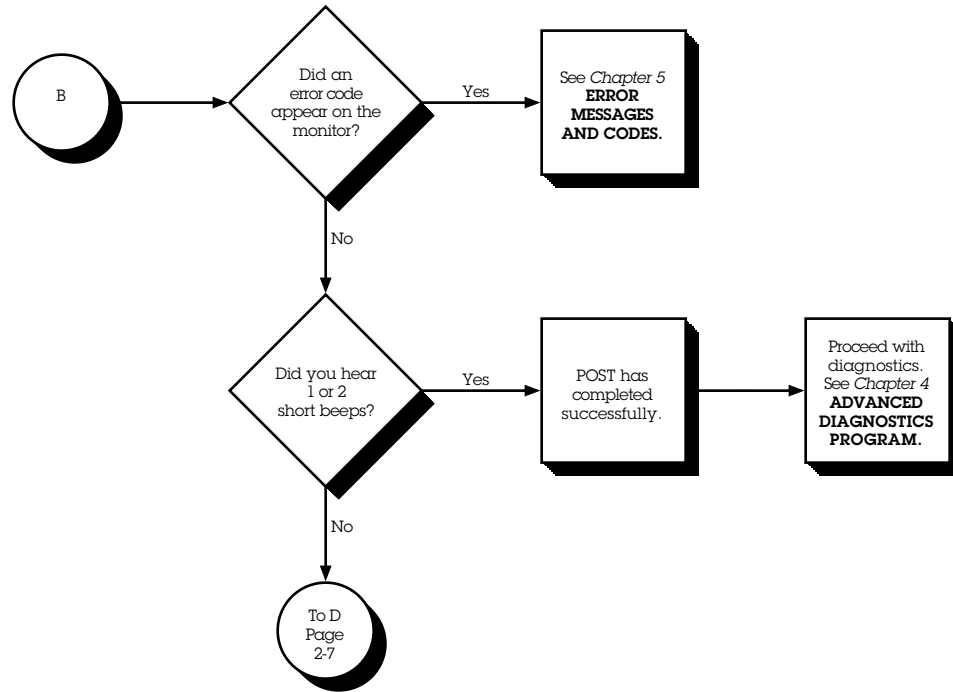 B
Did an
error code
appear on the
monitor?
Yes
See Chapter 5
ERROR
MESSAGES
AND CODES.
No
Did you hear
1 or 2
short beeps?
Yes
POST has
completed
successfully.
Proceed with
diagnostics.
See Chapter 4
ADVANCED
DIAGNOSTICS
PROGRAM.
No
To D
Page
2-7